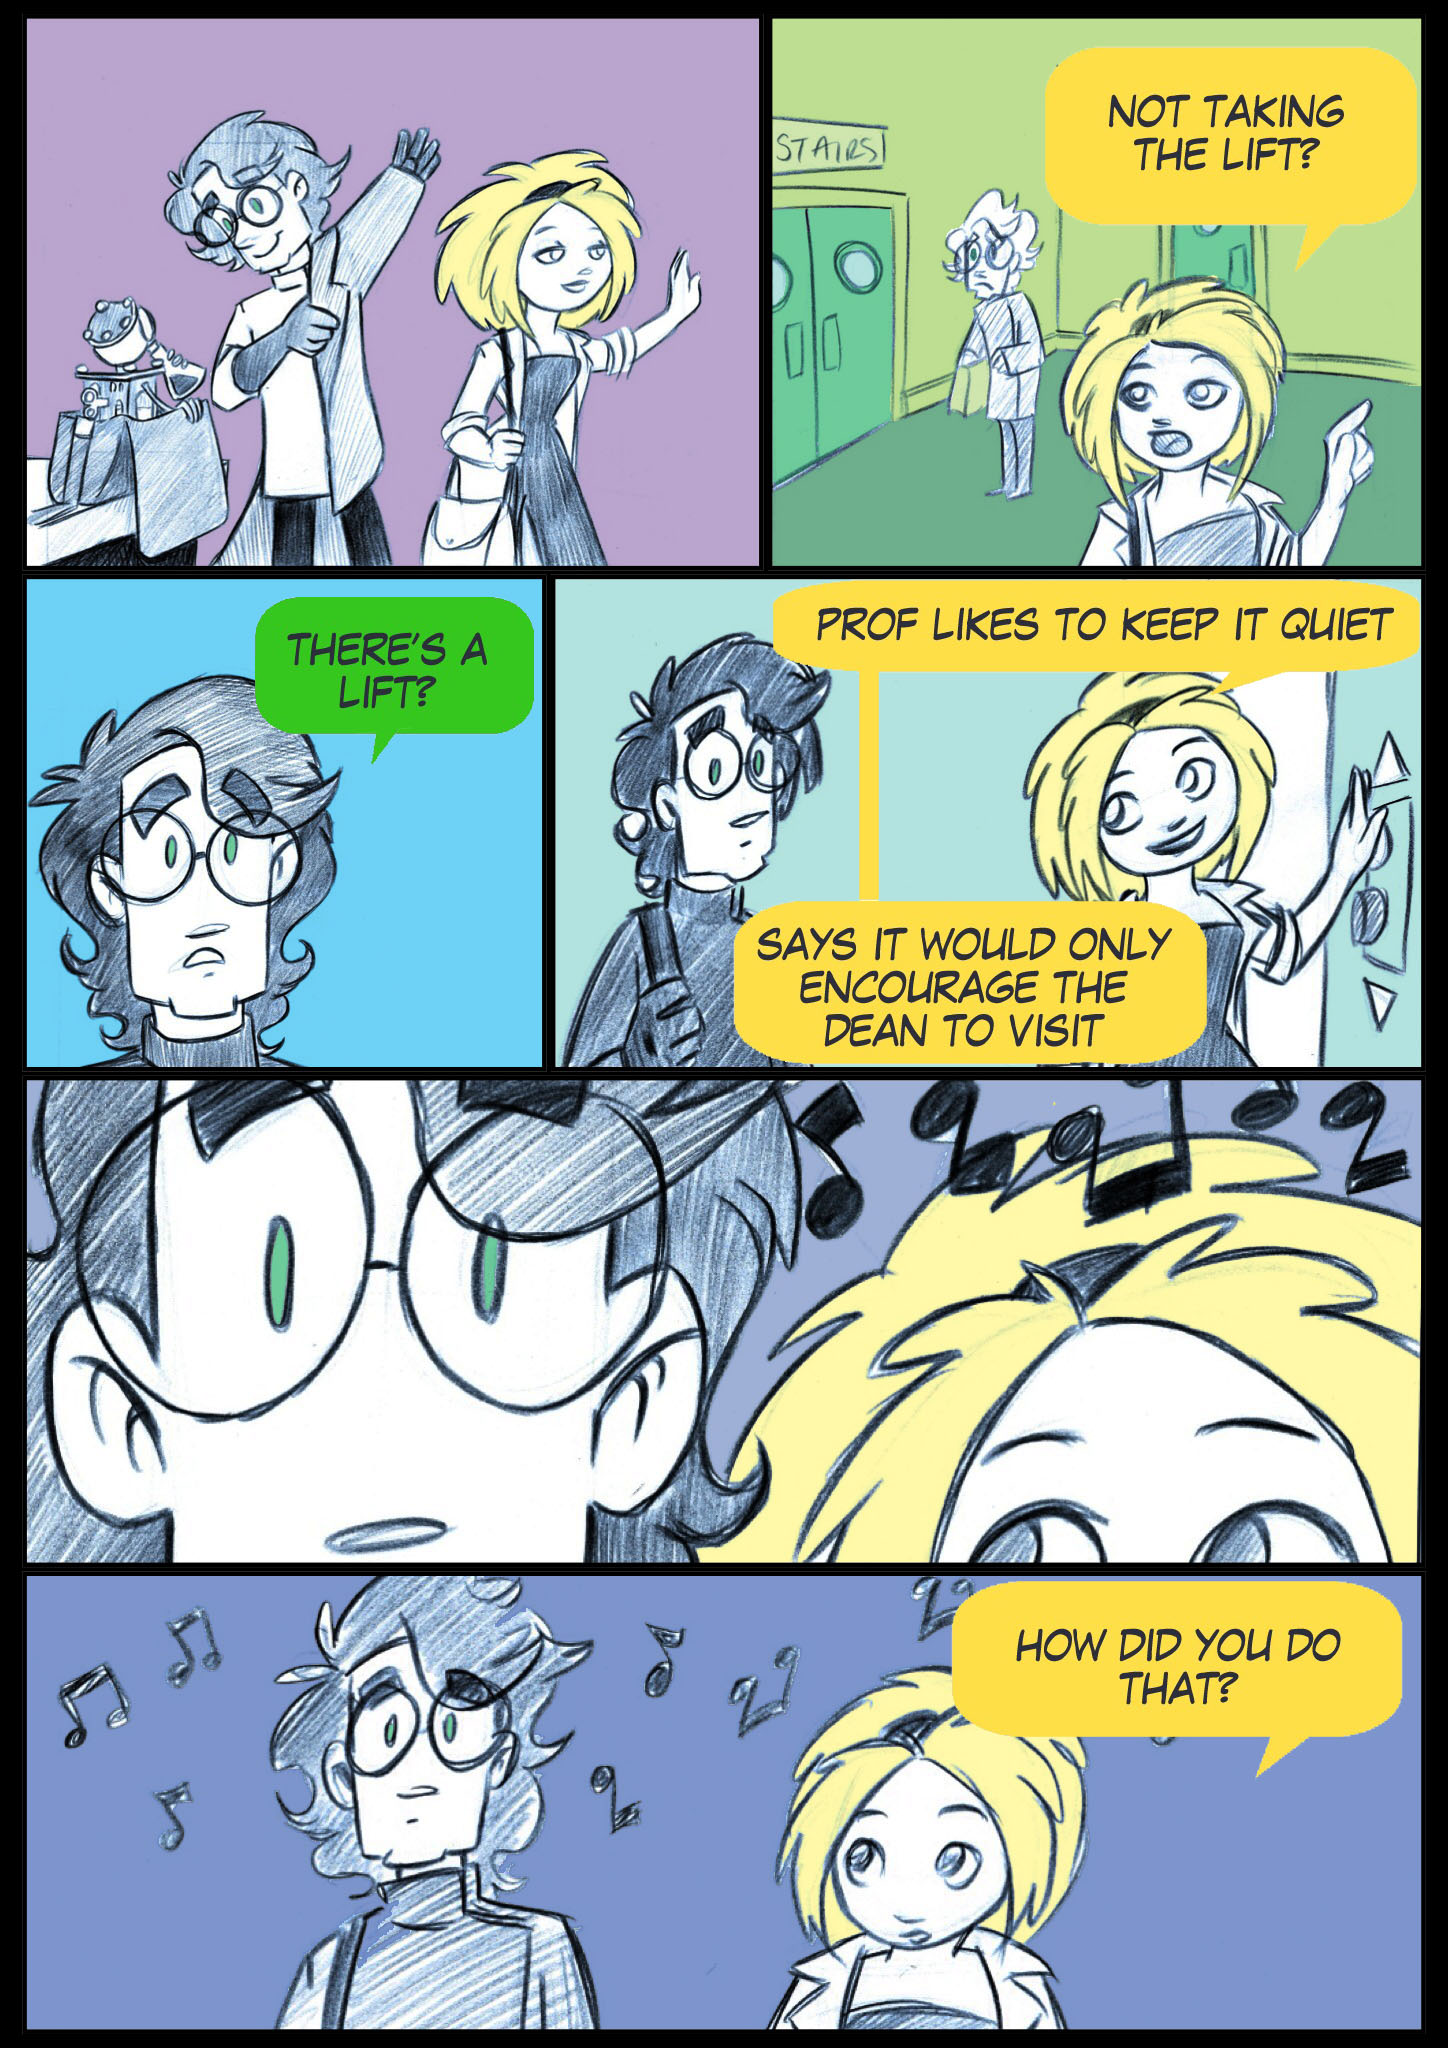 STAIRS
NOT TAKING
THE LIFT?
THERE'S A
LIFT?
PROF LIKES TO KEEP IT QUIET
SAYS IT WOULD ONLY
ENCOURAGE THE
DEAN TO VISIT
HOW DID YOU DO
THAT?